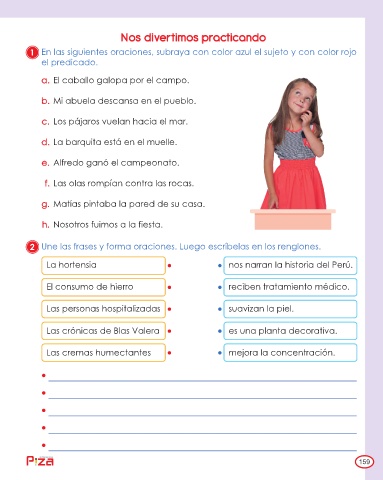 Nos divertimos practicando
1 En las siguientes oraciones, subraya con color azul el sujeto y con color rojo
el predicado.
a. El caballo galopa por el campo.
b. Mi abuela descansa en el pueblo.
c. Los pájaros vuelan hacia el mar.
d. La barquita está en el muelle.
e. Alfredo ganó el campeonato.
f. Las olas rompían contra las rocas.
g. Matías pintaba la pared de su casa.
h. Nosotros fuimos a la fiesta.
2 Une las frases y forma oraciones. Luego escríbelas en los renglones.
La hortensia • • nos narran la historia del Perú.
El consumo de hierro • • reciben tratamiento médico.
Las personas hospitalizadas • • suavizan la piel.
Las crónicas de Blas Valera • • es una planta decorativa.
Las cremas humectantes • • mejora la concentración.
•
•
•
•
•
Piza
159